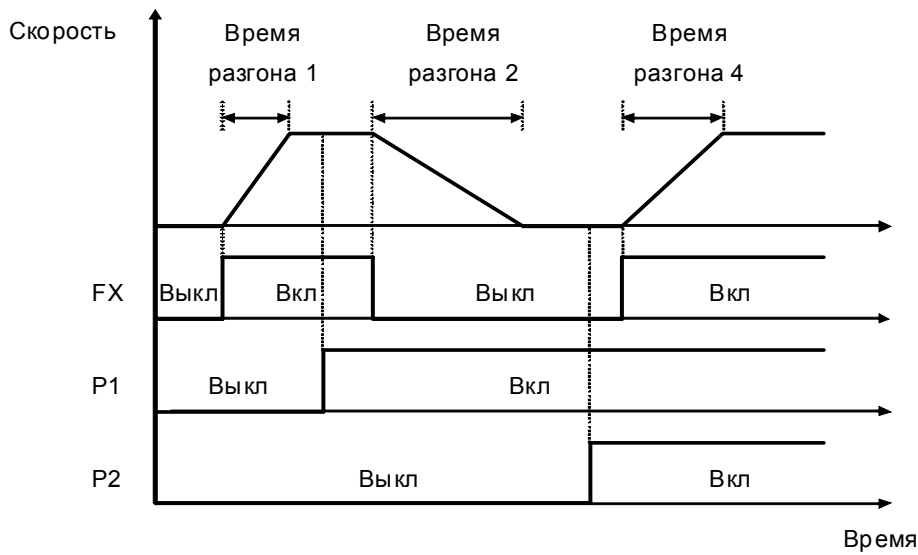 Скорость
Время
разгона 1
Время
разгона 2
Время
разгона 4
FX
Выкл
Вкл
Выкл
Вкл
P1
Выкл
Вкл
P2
Выкл
Вкл
Время